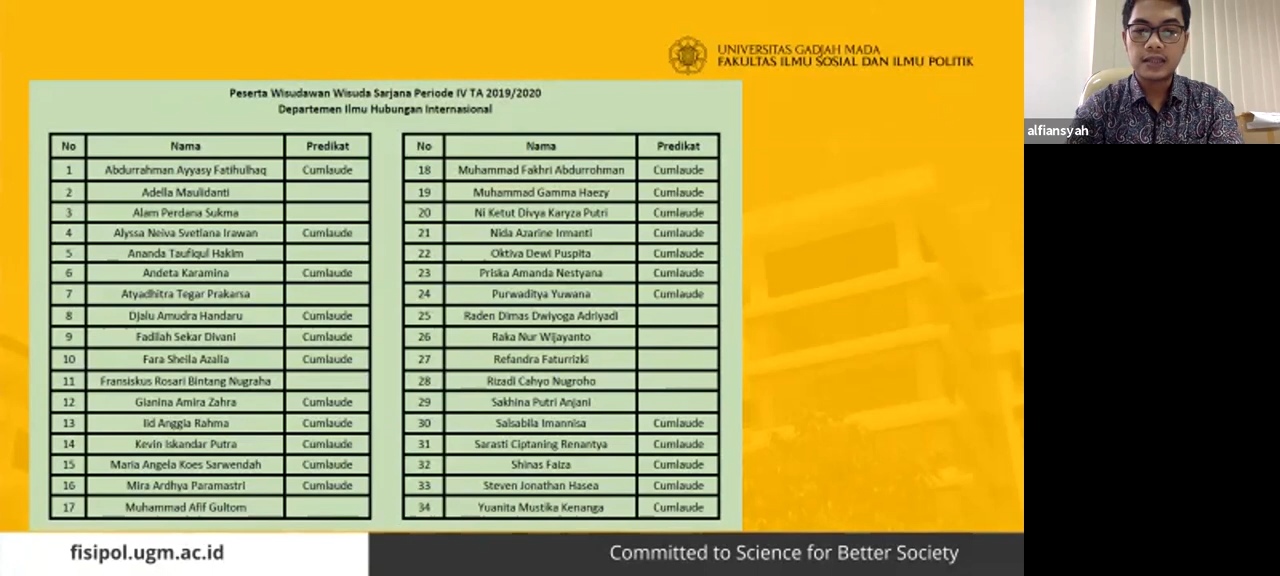 UNIVERSITAS GADJAH MADA
FAKULTAS ILMU SOSIAL DAN ILMU POLITIK
alfiansyah
Peserta Wisudawan Wisuda Sarjana Periode IV TA 2019/2020
Departemen Ilmu Hubungan Internasional
No Nama Predikat
1 Abdurrahman Ayyasy Fatihulhaq Cumlaude
2 Adella Maulidanti
3 Alam Perdana Sukma
4 Alyssa Neiva Svetlana Irawan Cumlaude
5 Ananda Taufiqul Hakim
6 Andeta Karamina Cumlaude
7 Atyadhitra Tegar Prakarsa
8 Djalu Amudra Handaru Cumlaude
9 Fadilah Sekar Divani Cumlaude
10 Fara Sheila Azalia Cumlaude
11 Fransiskus Rosari Bintang Nugraha
12 Gianina Amira Zahra Cumlaude
13 Iid Anggia Rahma Cumlaude
14 Kevin Iskandar Putra Cumlaude
15 Maria Angela Koes Sarwendah Cumlaude
16 Mira Ardhya Paramastri Cumlaude
17 Muhammad Afif Gultom
No Nama Predikat
18 Muhammad Fakhri Abdurrohman Cumlaude
19 Muhammad Gamma Haezy Cumlaude
20 Ni Ketut Divya Karyza Putri Cumlaude
21 Nida Azarine Irmanti Cumlaude
22 Oktiva Dewi Puspita Cumlaude
23 Priska Amanda Nestyana Cumlaude
24 Purwaditya Yuwana Cumlaude
25 Raden Dimas Dwiyoga Adriyadi
26 Raka Nur Wijayanto
27 Refandra Faturrizki
28 Rizadi Cahyo Nugroho
29 Sakhina Putri Anjani
30 Salsabila Imannisa Cumlaude
31 Sarasti Ciptaning Renantya Cumlaude
32 Shinas Faiza Cumlaude
33 Steven Jonathan Hasea Cumlaude
34 Yuanita Mustika Kenanga Cumlaude
fisipol.ugm.ac.id
Committed to Science for Better Society